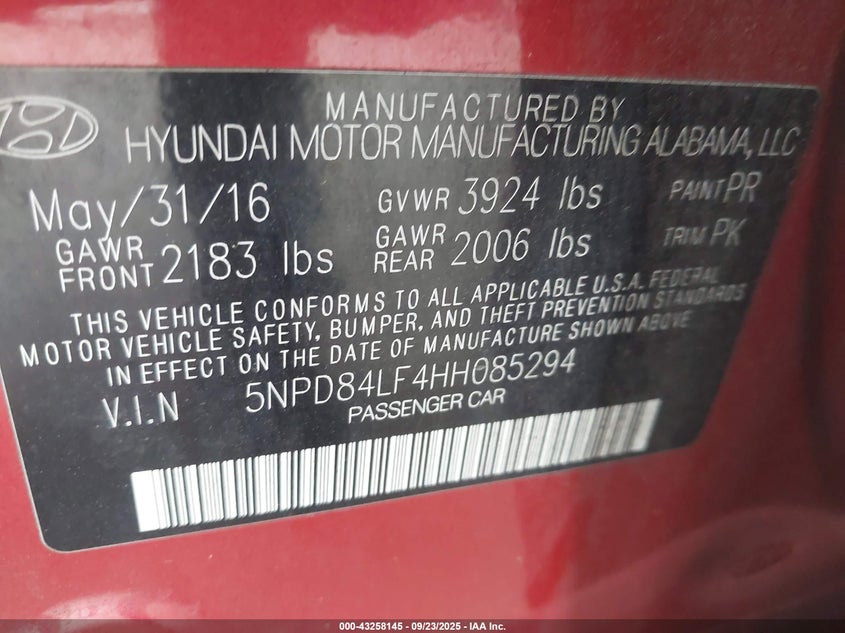 MANUFACTURED BY
HYUNDAI MOTOR MANUFACTURING ALABAMA, LLC
May/31/16 GVWR 3924 lbs PAINT PR
GAWR FRONT 2183 lbs GAWR REAR 2006 lbs TRIM PK
THIS VEHICLE CONFORMS TO ALL APPLICABLE U.S.A. FEDERAL
MOTOR VEHICLE SAFETY, BUMPER, AND THEFT PREVENTION STANDARDS
IN EFFECT ON THE DATE OF MANUFACTURE SHOWN ABOVE
V.I.N 5NPD84LF4HH085294
PASSENGER CAR
000-43258145 - 09/23/2025 - IAA Inc.